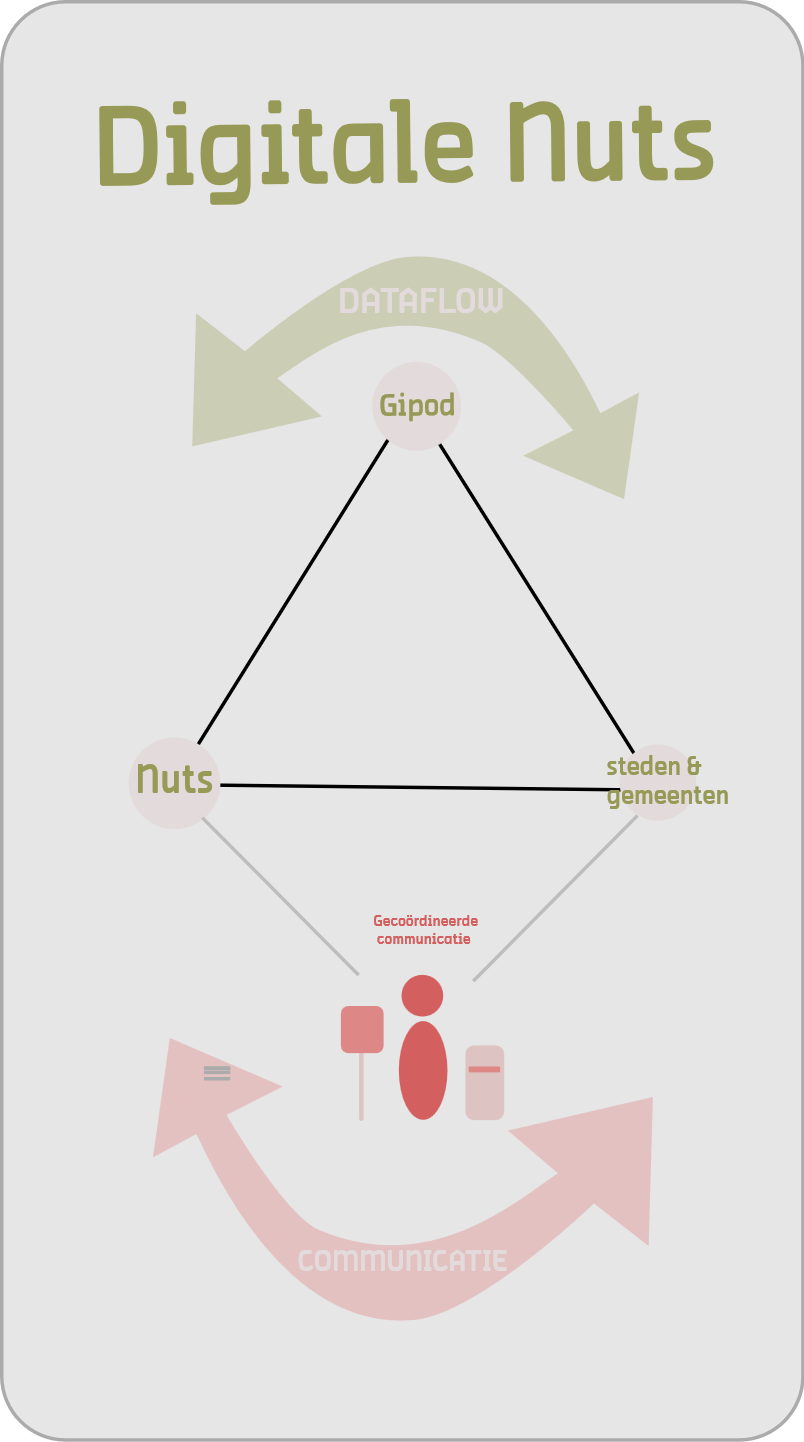 Digitale Nuts
DATAFLOW
Gipod
Nuts
steden &
gemeenten
Gecoördineerde
communicatie
COMMUNICATIE